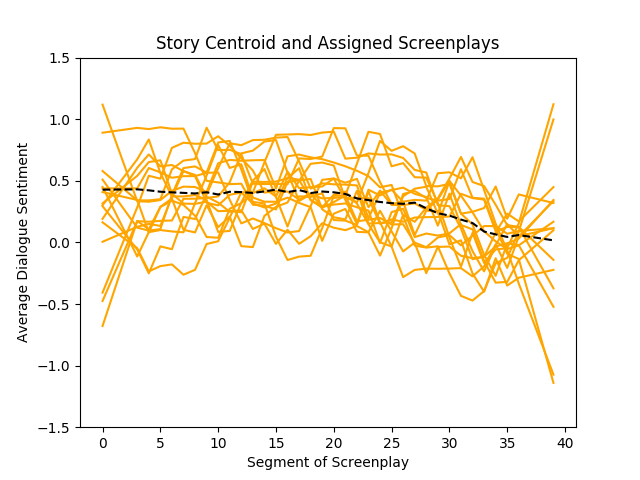 Story Centroid and Assigned Screenplays
1.5
1.0
0.5
0.0
−0.5
−1.0
−1.5
Average Dialogue Sentiment
0 5 10 15 20 25 30 35 40
Segment of Screenplay